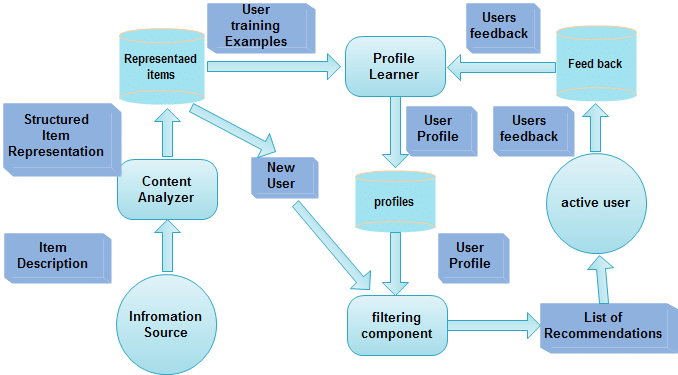 User
training
Examples
Users
feedback
Representaed
items
Profile
Learner
Feed back
Structured
Item
Representation
User
Profile
Users
feedback
Content
Analyzer
New
User
profiles
active user
Item
Description
User
Profile
Infromation
Source
filtering
component
List of
Recommendations